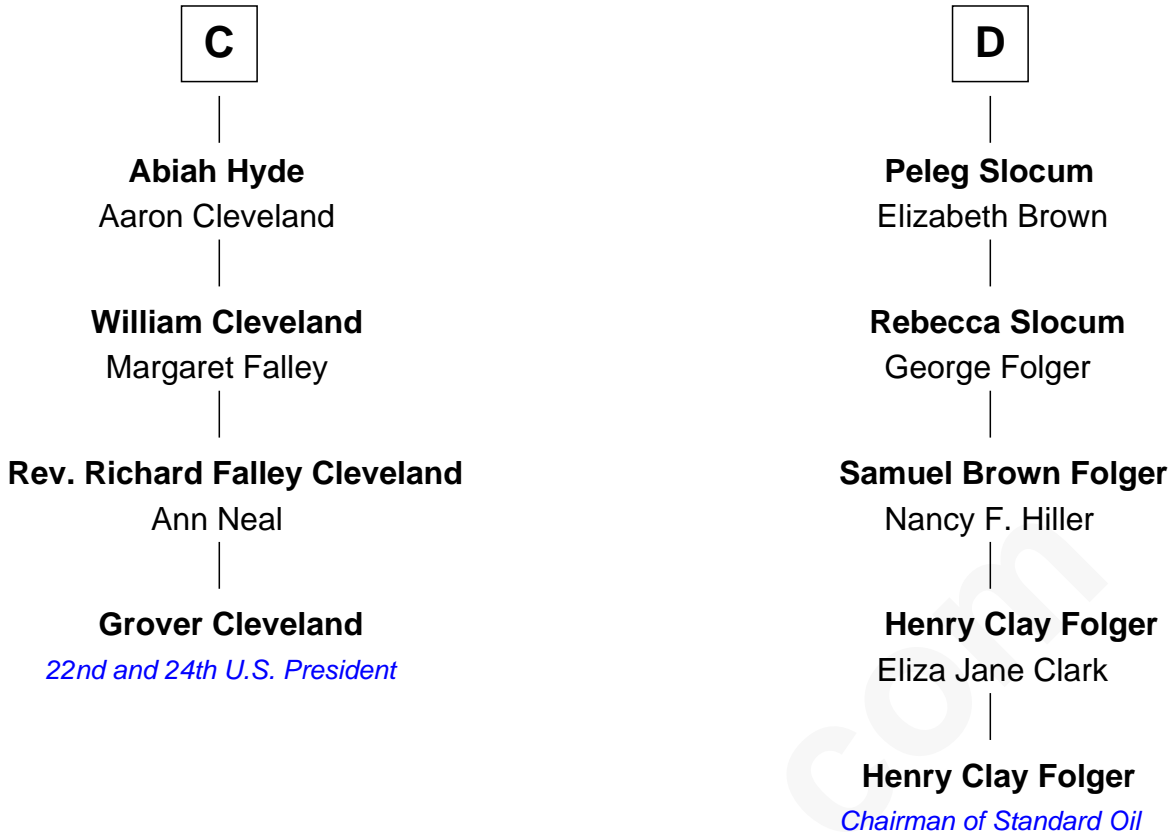 C
Abiah Hyde
Aaron Cleveland
William Cleveland
Margaret Falley
Rev. Richard Falley Cleveland
Ann Neal
Grover Cleveland
22nd and 24th U.S. President
D
Peleg Slocum
Elizabeth Brown
Rebecca Slocum
George Folger
Samuel Brown Folger
Nancy F. Hiller
Henry Clay Folger
Eliza Jane Clark
Henry Clay Folger
Chairman of Standard Oil
com